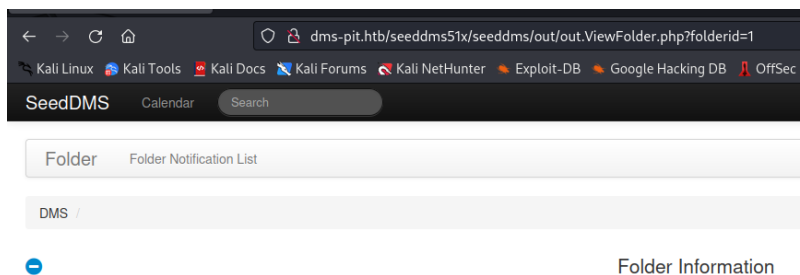 dms-pit.htb/seeddms51x/seeddms/out/out.ViewFolder.php?folderid=1
Kali Linux Kali Tools Kali Docs Kali Forums Kali NetHunter Exploit-DB Google Hacking DB OffSec
SeedDMS Calendar Search
Folder Folder Notification List
DMS /
Folder Information